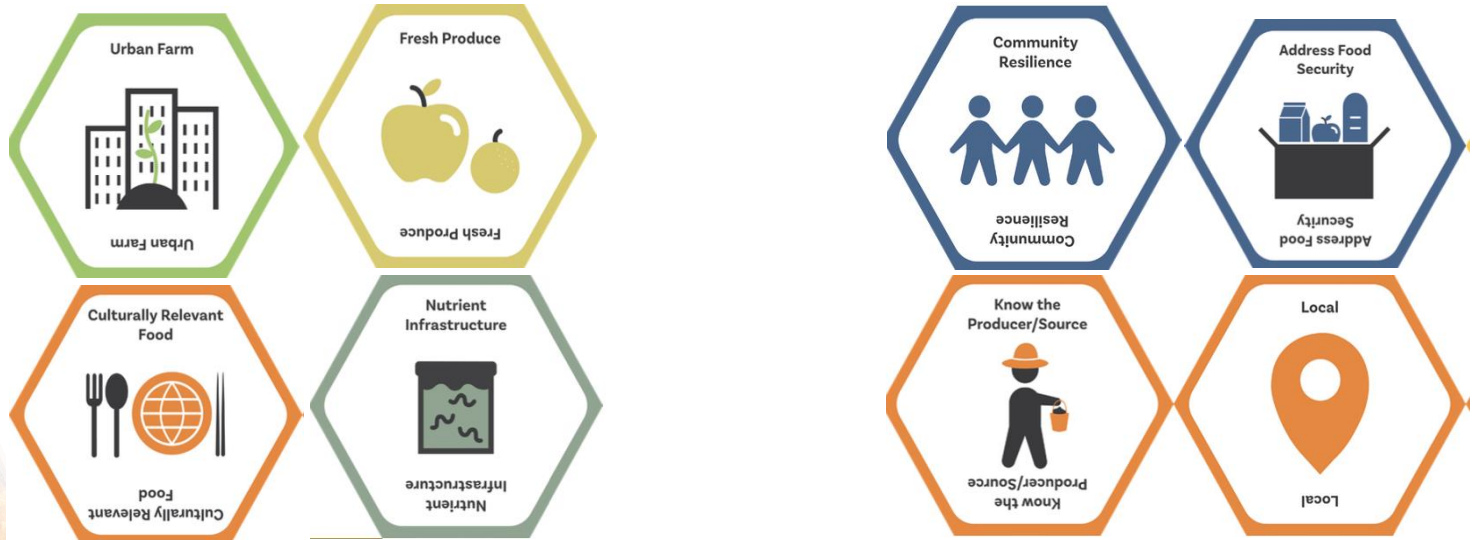 Urban Farm
Urban Farm
Fresh Produce
Fresh Produce
Community
Resilience
Community
Resilience
Address Food
Security
Address Food
Security
Culturally Relevant
Food
Culturally Relevant
Food
Nutrient
Infrastructure
Nutrient
Infrastructure
Know the
Producer/Source
Know the
Producer/Source
Local
Local